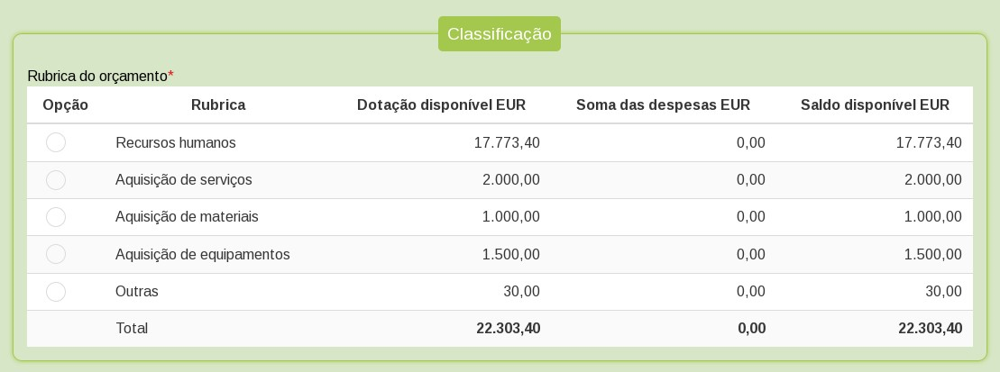 Classificação
Rubrica do orçamento*
Opção Rubrica Dotação disponível EUR Soma das despesas EUR Saldo disponível EUR
Recursos humanos 17.773,40 0,00 17.773,40
Aquisição de serviços 2.000,00 0,00 2.000,00
Aquisição de materiais 1.000,00 0,00 1.000,00
Aquisição de equipamentos 1.500,00 0,00 1.500,00
Outras 30,00 0,00 30,00
Total 22.303,40 0,00 22.303,40